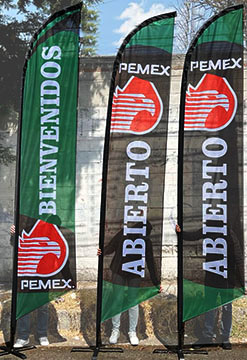 BIENVENIDOS
PEMEX.
PEMEX
ABIERTO
PEMEX
ABIERTO